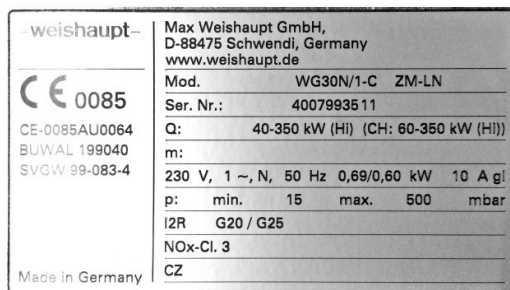 -weishaupt-
CE 0085
CE-0085AU0064
BUWAL 199040
SVGW 99-083-4
Made in Germany
Max Weishaupt GmbH,
D-88475 Schwendi, Germany
www.weishaupt.de
Mod. WG30N/1-C ZM-LN
Ser. Nr.: 4007993511
Q: 40-350 kW (Hi) (CH: 60-350 kW (Hi))
m:
230 V, 1 ~, N, 50 Hz 0,69/0,60 kW 10 A gl
p: min. 15 max. 500 mbar
I2R G20 / G25
NOx-Cl. 3
CZ